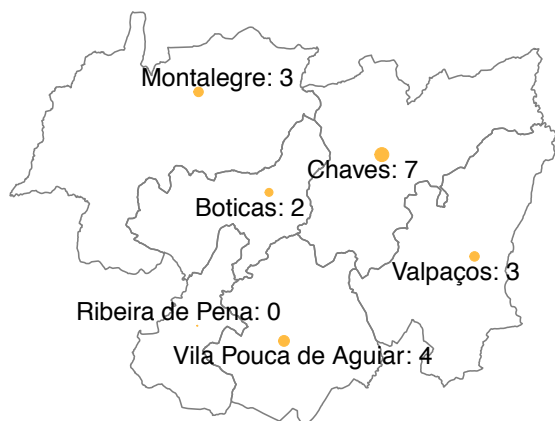 Montalegre: 3
Chaves: 7
Boticas: 2
Valpaços: 3
Ribeira de Pena: 0
Vila Pouca de Aguiar: 4